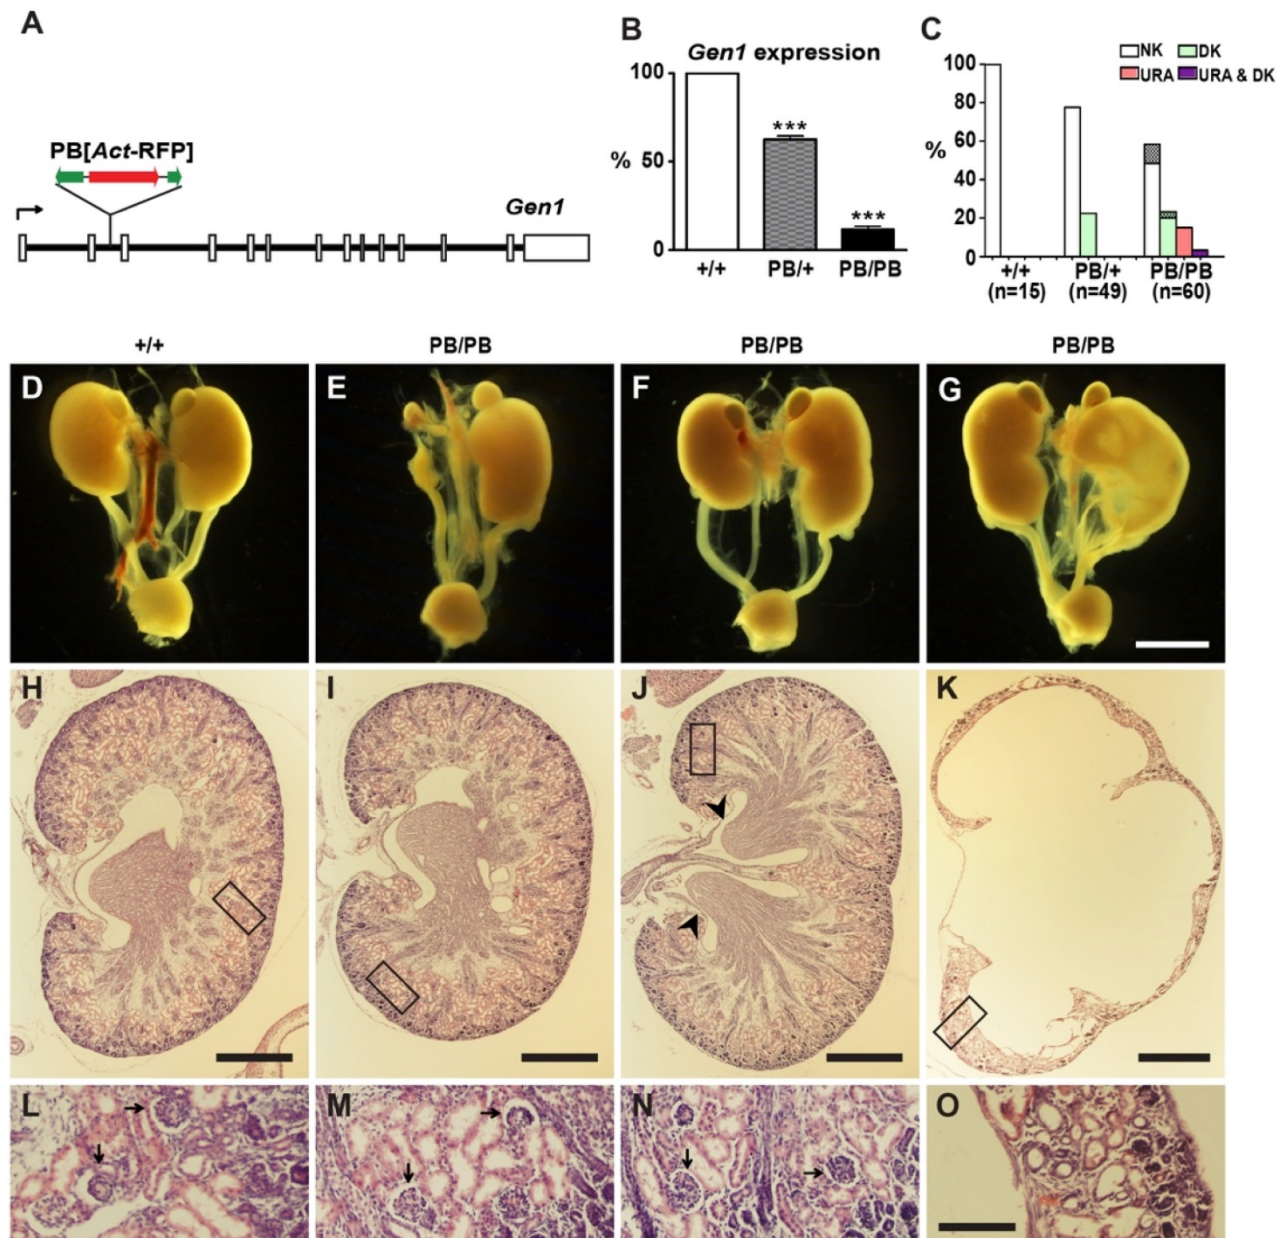 A
PB[Act-RFP]
Gen1
B
Gen1 expression
100
50
0
%
***
***
+/+
PB/+
PB/PB
C
NK
DK
URA
URA & DK
100
80
60
40
20
0
%
+/+
(n=15)
PB/+
(n=49)
PB/PB
(n=60)
+/+
PB/PB
PB/PB
PB/PB
D
E
F
G
H
I
J
K
L
M
N
O